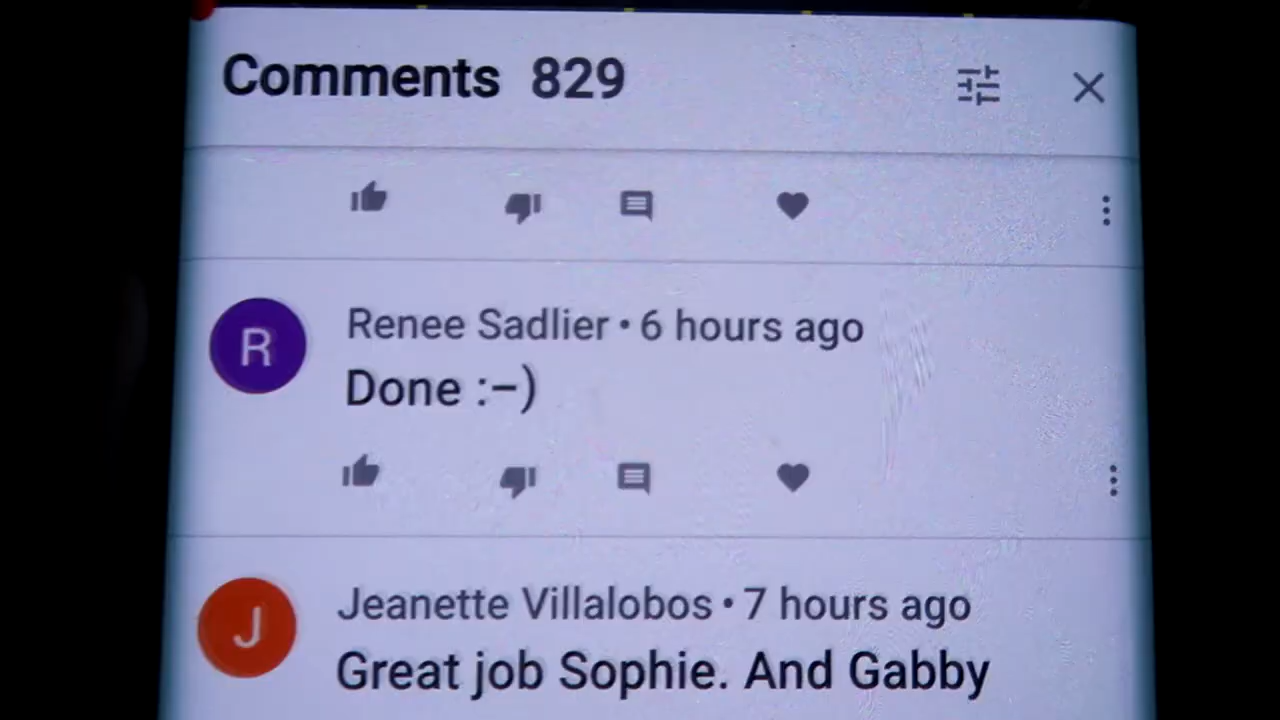 Comments 829
R
Renee Sadlier • 6 hours ago
Done :-)
J
Jeanette Villalobos • 7 hours ago
Great job Sophie. And Gabby